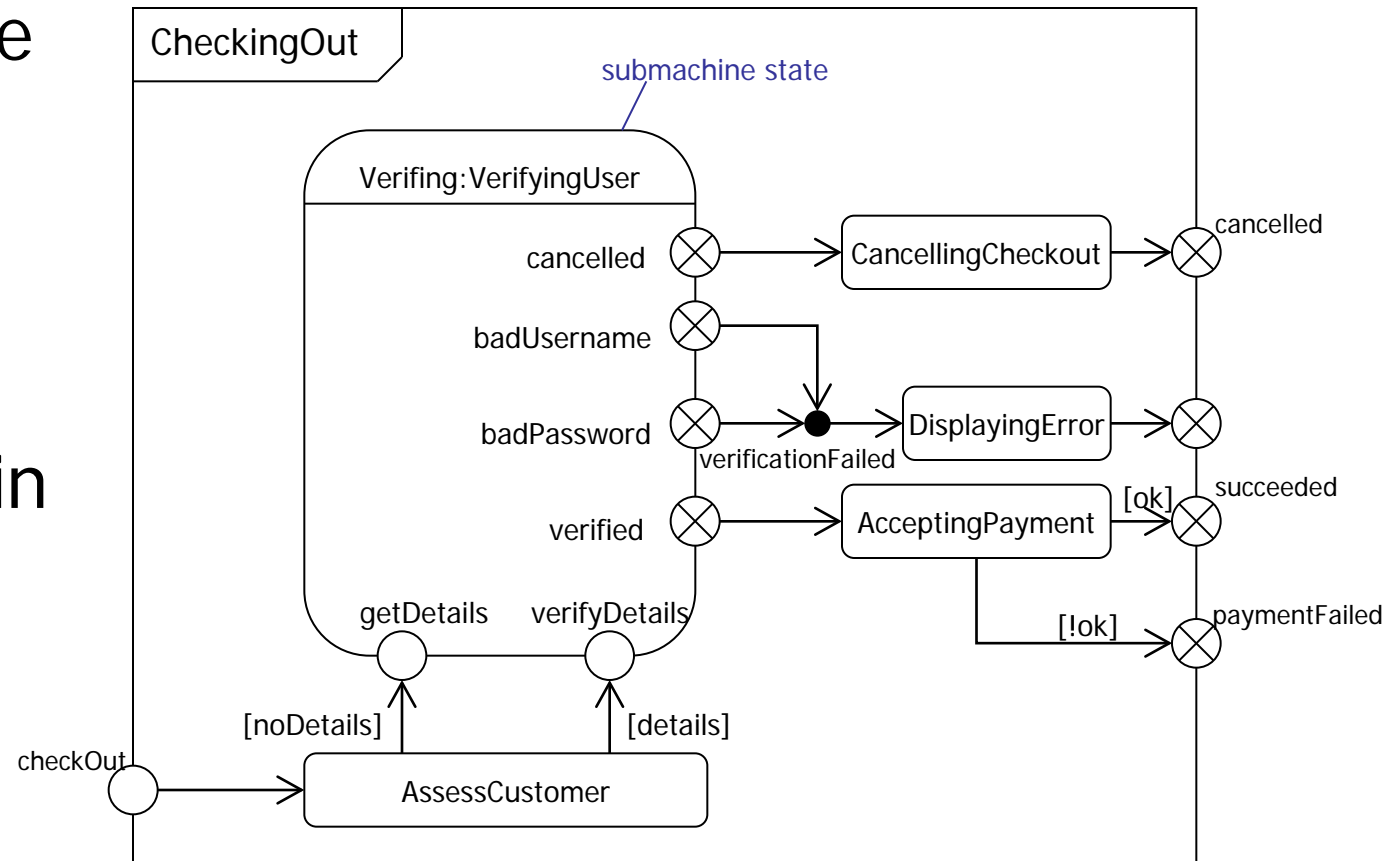 e
in
CheckingOut
submachine state
Verifing:VerifyingUser
cancelled
CancellingCheckout
cancelled
badUsername
badPassword
DisplayingError
verificationFailed
verified
AcceptingPayment
[ok]
succeeded
getDetails
verifyDetails
[!ok]
paymentFailed
[noDetails]
[details]
checkOut
AssessCustomer